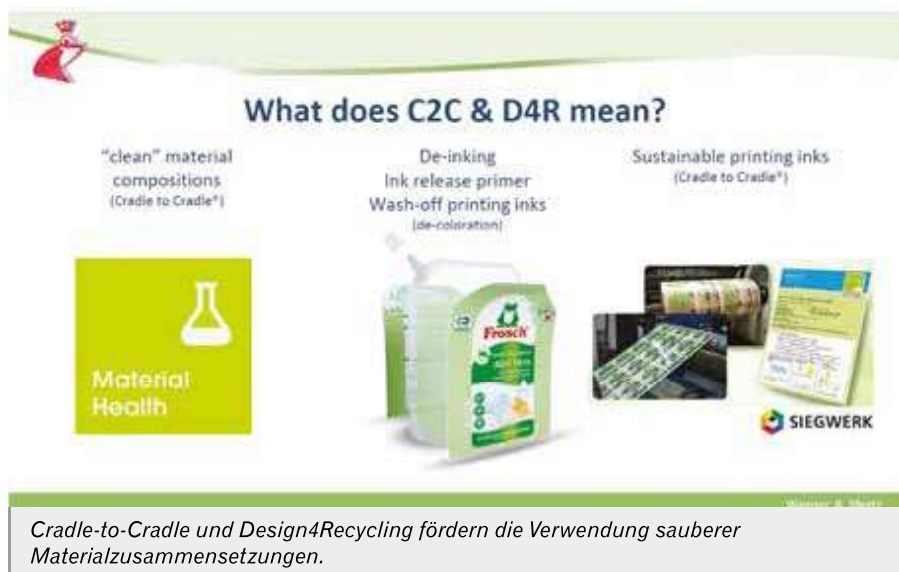 What does C2C & D4R mean?
"clean" material
compositions
(Cradle to Cradle®)
De-inking
Ink release primer
Wash-off printing inks
(de-coloration)
Sustainable printing inks
(Cradle to Cradle®)
Material
Health
Frosch
SIEGWERK
Werner & Mertz
Cradle-to-Cradle und Design4Recycling fördern die Verwendung sauberer
Materialzusammensetzungen.